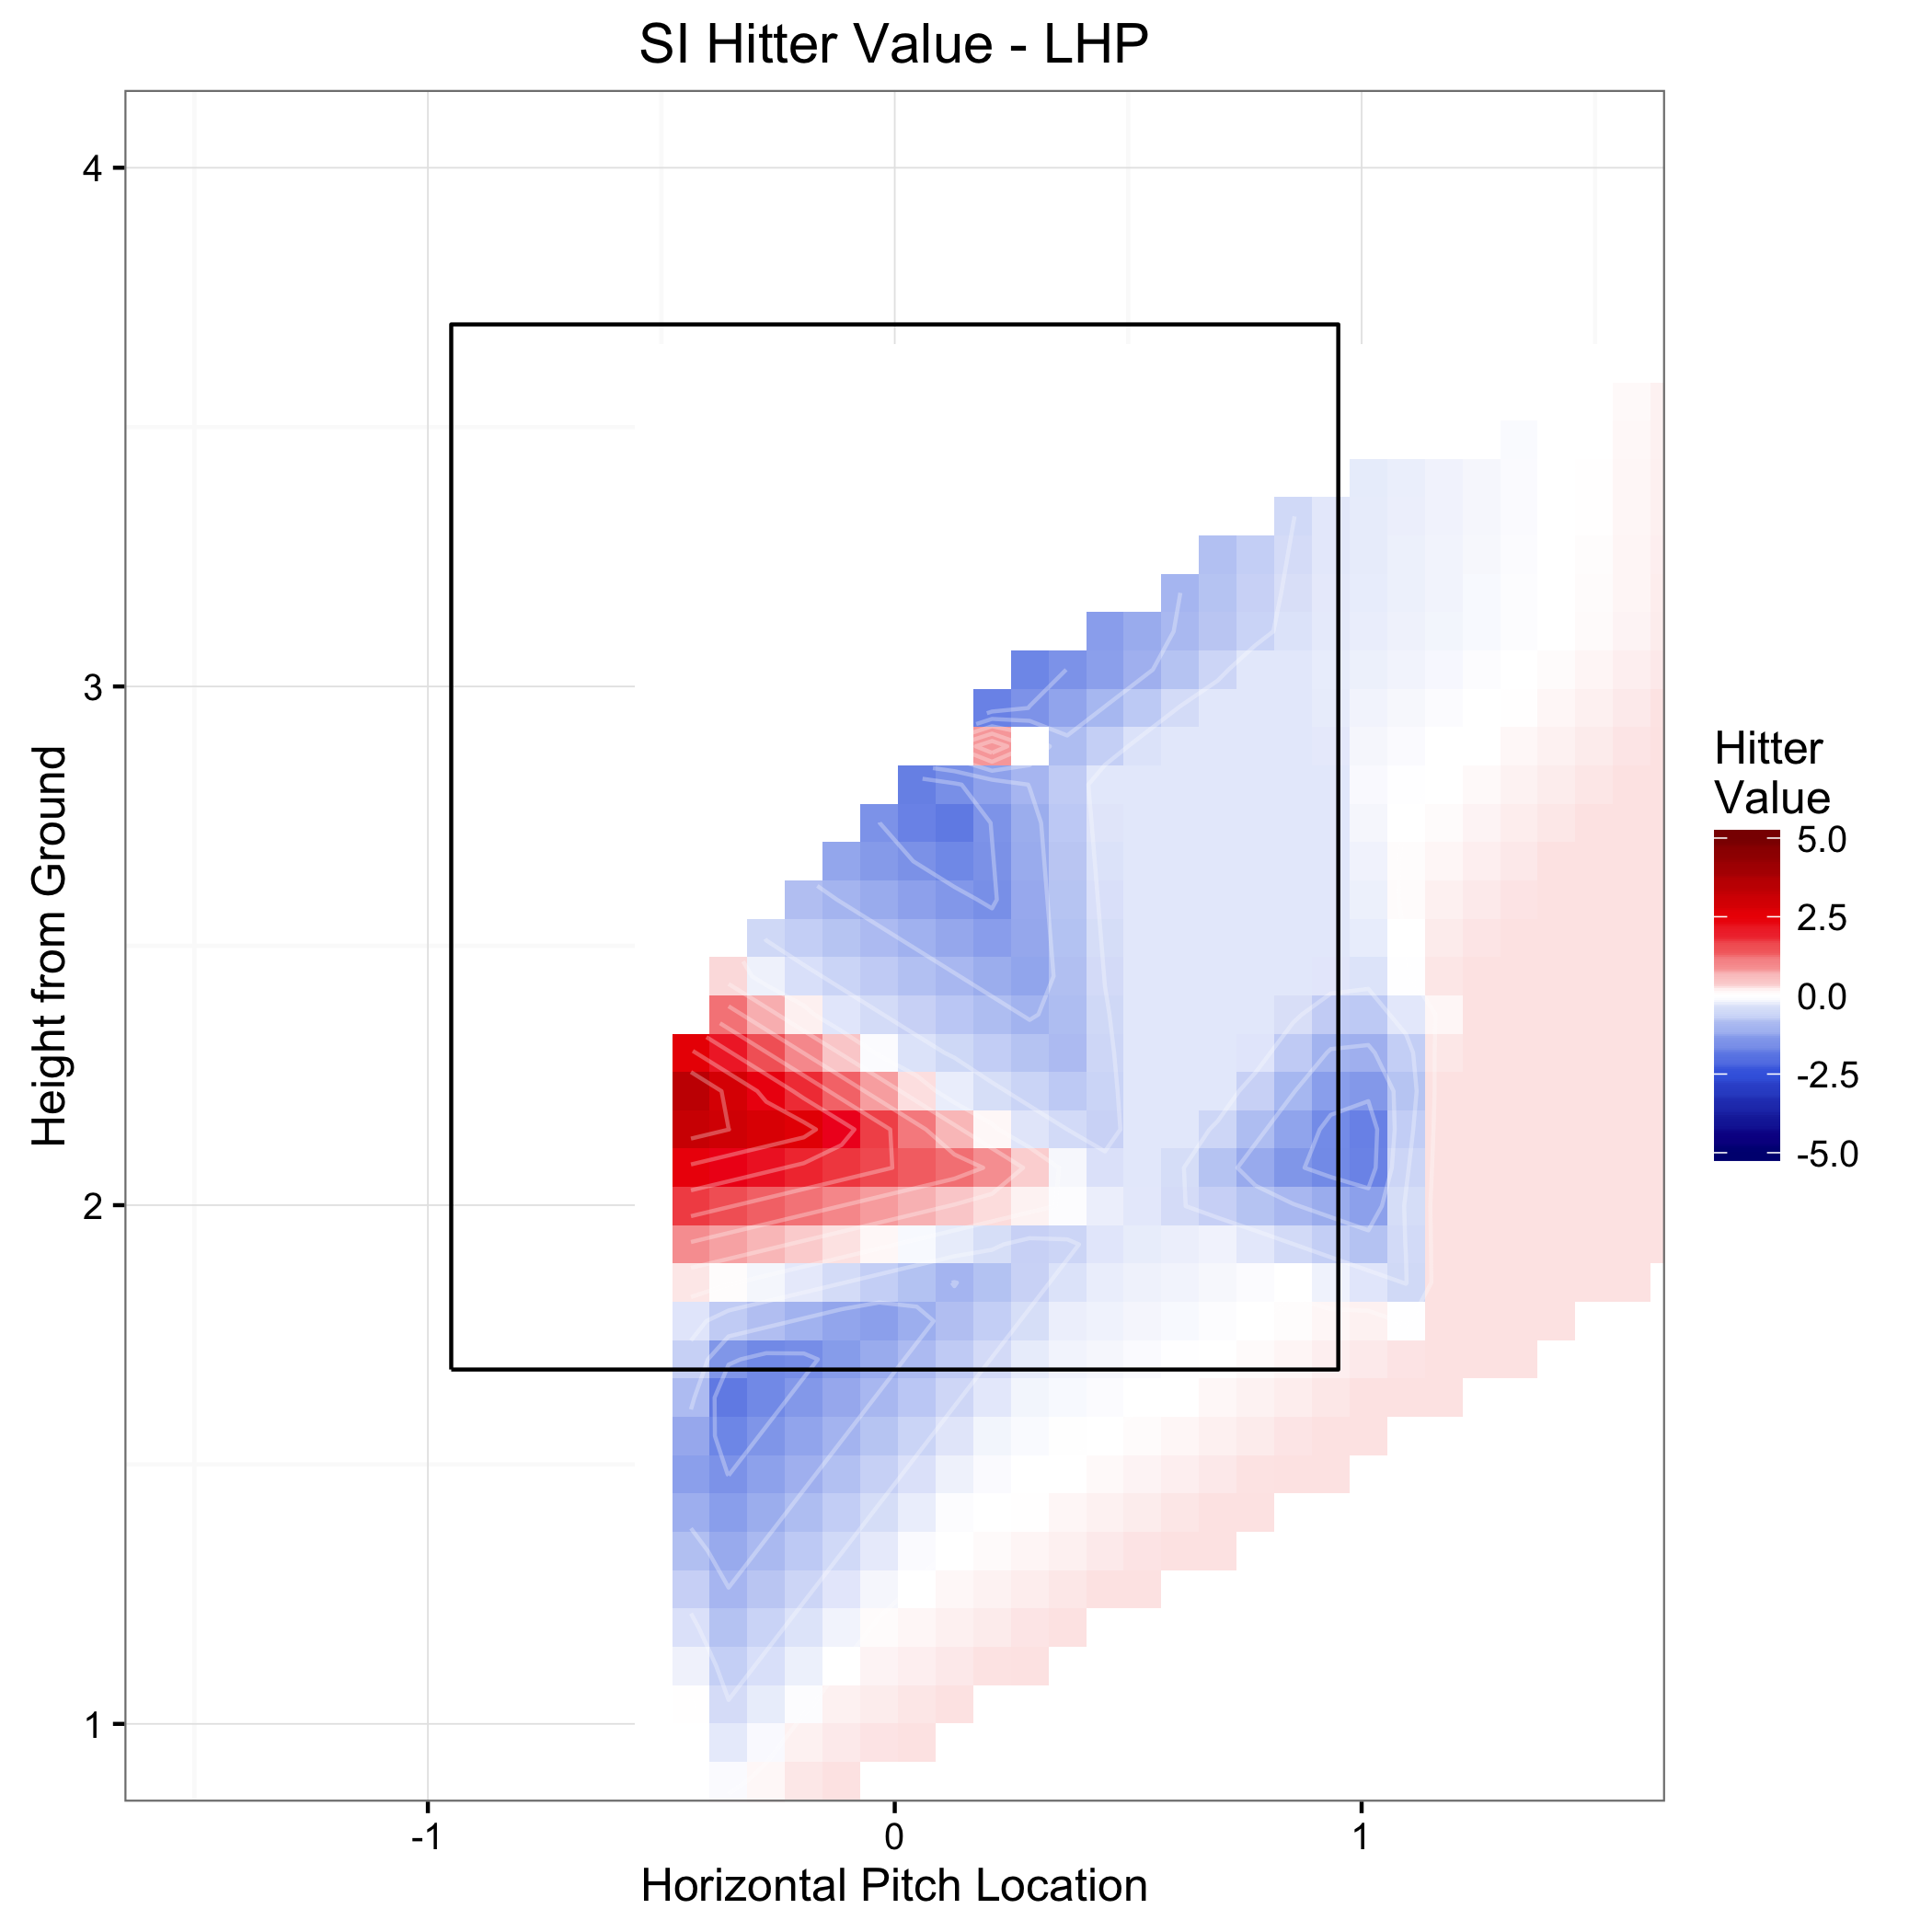 SI Hitter Value - LHP
4
3
2
1
Height from Ground
-1
0
1
Horizontal Pitch Location
Hitter
Value
5.0
2.5
0.0
-2.5
-5.0